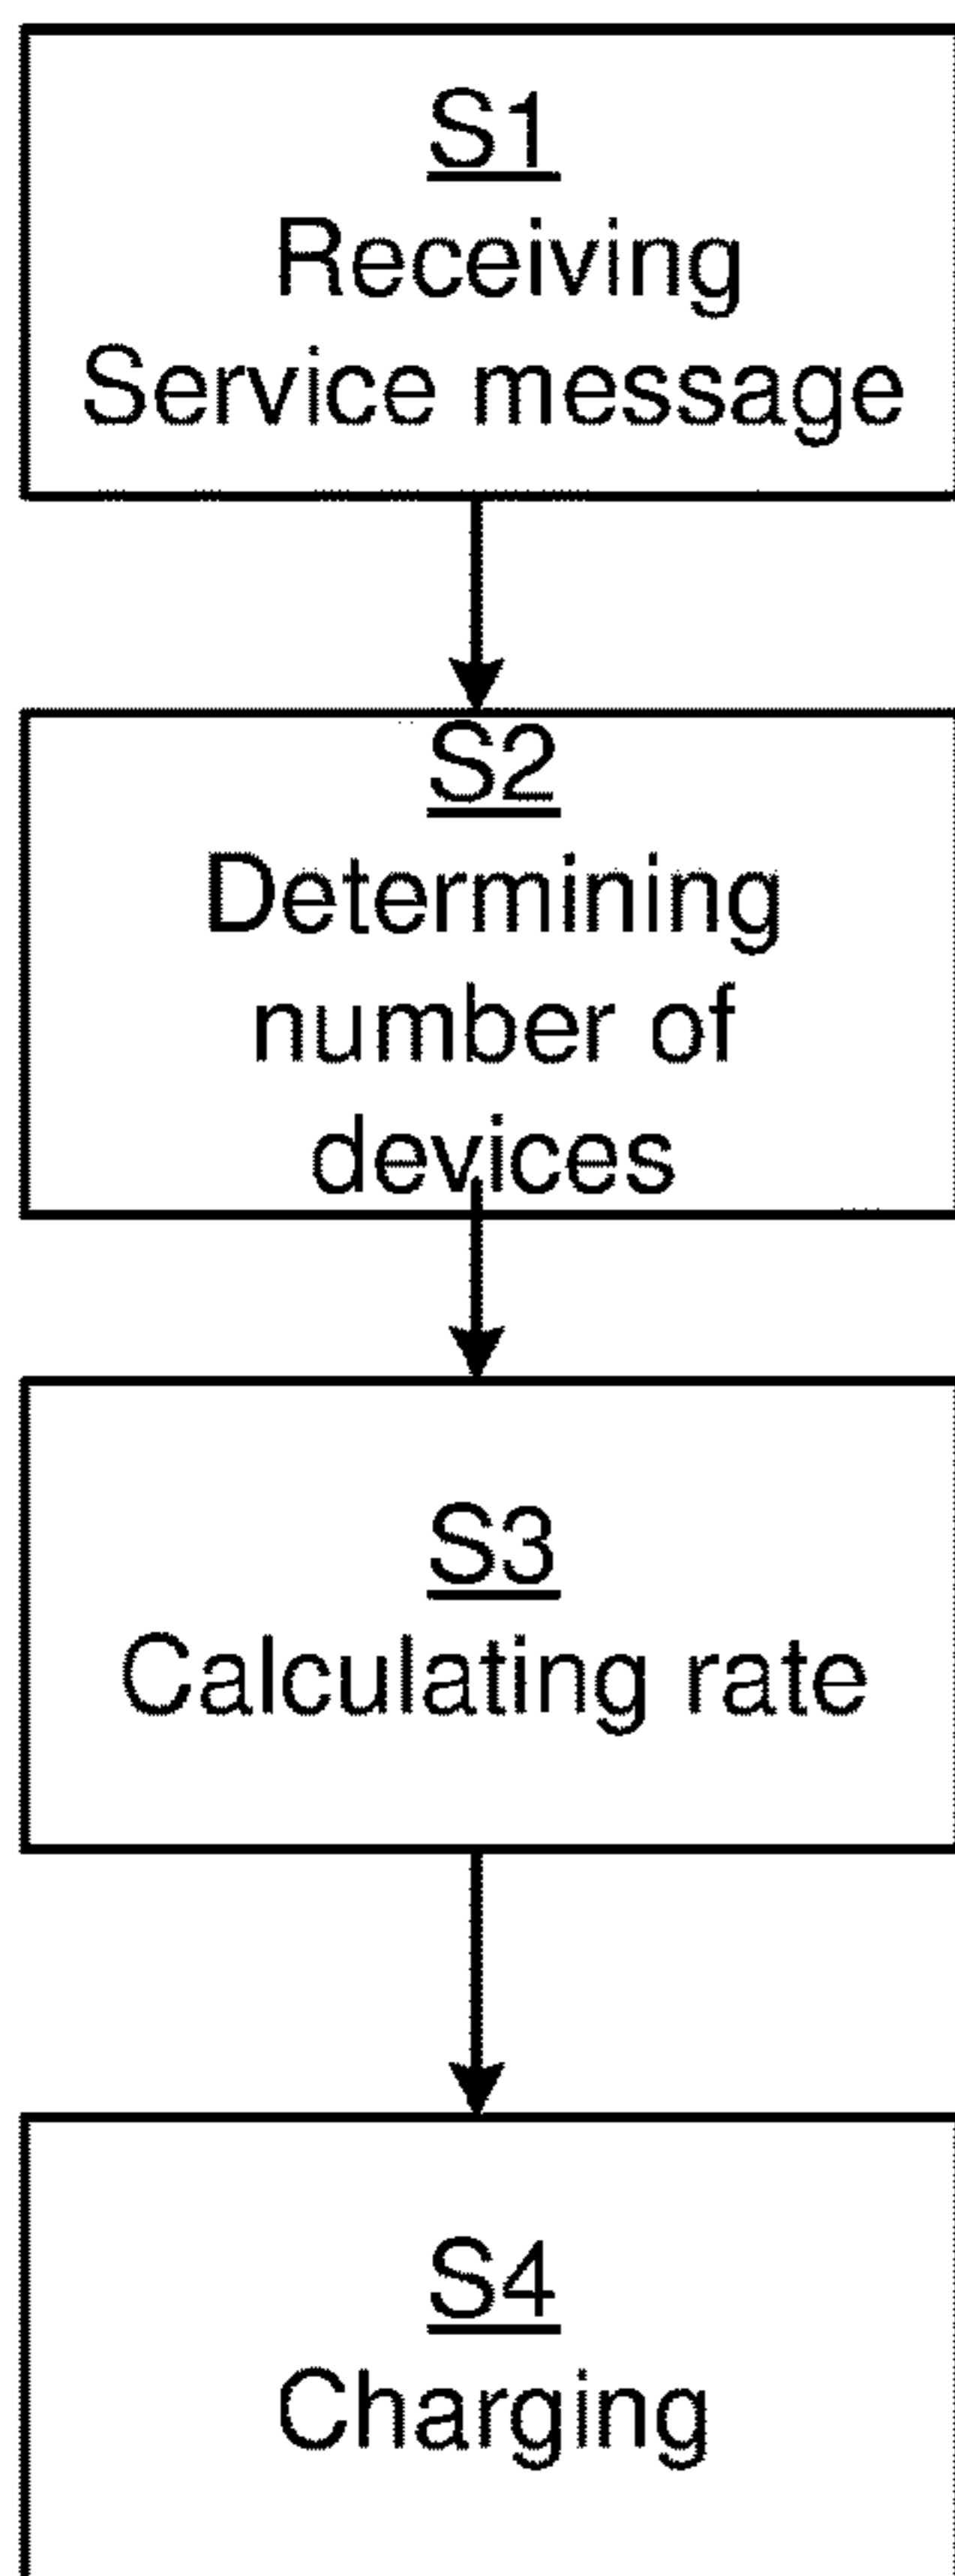 S1
Receiving
Service message
S2
Determining
number of
devices
S3
Calculating rate
S4
Charging